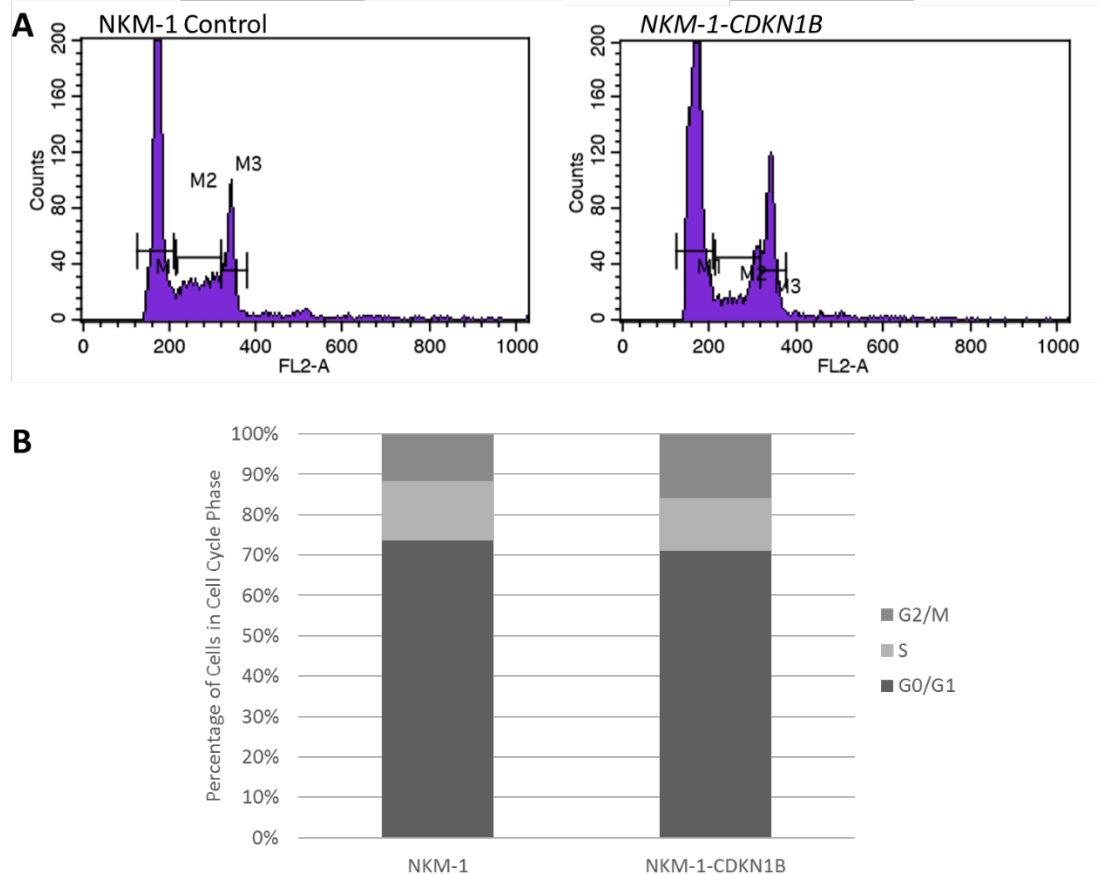 A
NKM-1 Control
NKM-1-CDKN1B
200
160
120
80
40
0
Counts
M1
M2
M3
0 200 400 600 800 1000
FL2-A
200
160
120
80
40
0
Counts
M1
M2
M3
0 200 400 600 800 1000
FL2-A
B
Percentage of Cells in Cell Cycle Phase
100%
90%
80%
70%
60%
50%
40%
30%
20%
10%
0%
NKM-1
NKM-1-CDKN1B
G2/M
S
G0/G1